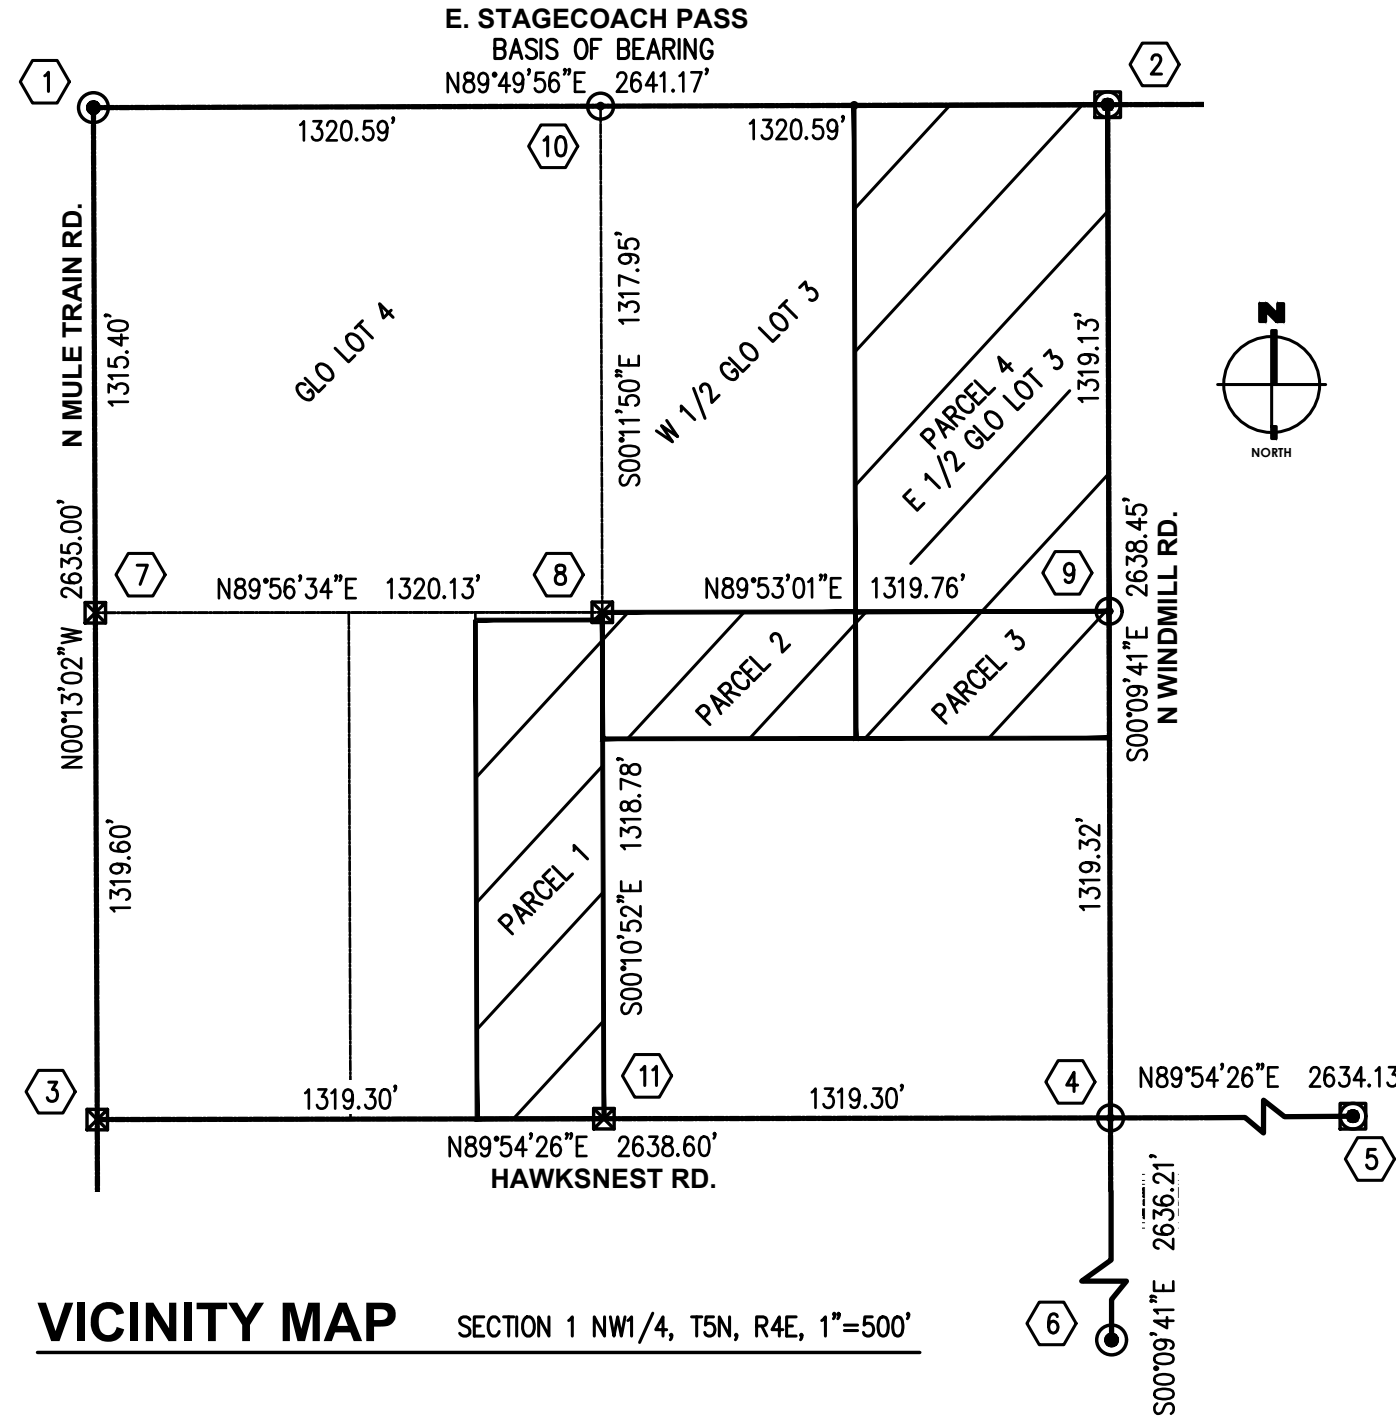 E. STAGECOACH PASS
BASIS OF BEARING
N89°49'56"E 2641.17'
1
2
1320.59'
10
1320.59'
N MULE TRAIN RD.
1315.40'
GLO LOT 4
S00°11'50"E 1317.95'
W 1/2 GLO LOT 3
PARCEL 4
E 1/2 GLO LOT 3
1319.13'
N
NORTH
N00°13'02"W 2635.00'
7
N89°56'34"E 1320.13'
8
N89°53'01"E 1319.76'
9
S00°09'41"E 2638.45'
N WINDMILL RD.
PARCEL 2
PARCEL 3
1319.60'
PARCEL 1
S00°10'52"E 1318.78'
1319.32'
3
1319.30'
11
1319.30'
4
N89°54'26"E 2634.13
N89°54'26"E 2638.60'
HAWKSNEST RD.
5
S00°09'41"E 2636.21'
6
VICINITY MAP
SECTION 1 NW1/4, T5N, R4E, 1"=500'